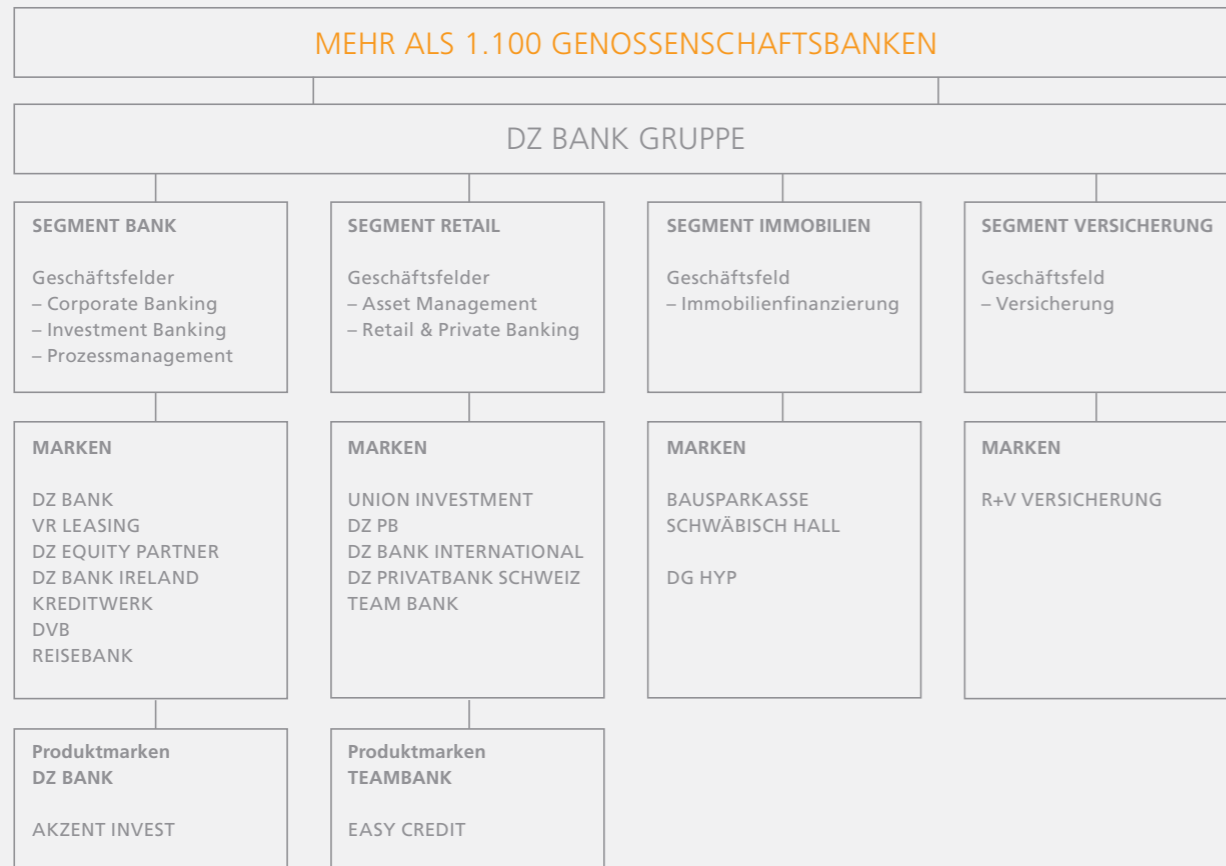 MEHR ALS 1.100 GENOSSENSCHAFTSBANKEN
DZ BANK GRUPPE
SEGMENT BANK
Geschäftsfelder
– Corporate Banking
– Investment Banking
– Prozessmanagement
SEGMENT RETAIL
Geschäftsfelder
– Asset Management
– Retail & Private Banking
SEGMENT IMMOBILIEN
Geschäftsfeld
– Immobilienfinanzierung
SEGMENT VERSICHERUNG
Geschäftsfeld
– Versicherung
MARKEN
DZ BANK
VR LEASING
DZ EQUITY PARTNER
DZ BANK IRELAND
KREDITWERK
DVB
REISEBANK
MARKEN
UNION INVESTMENT
DZ PB
DZ BANK INTERNATIONAL
DZ PRIVATBANK SCHWEIZ
TEAM BANK
MARKEN
BAUSPARKASSE
SCHWÄBISCH HALL
DG HYP
MARKEN
R+V VERSICHERUNG
Produktmarken
DZ BANK
AKZENT INVEST
Produktmarken
TEAMBANK
EASY CREDIT